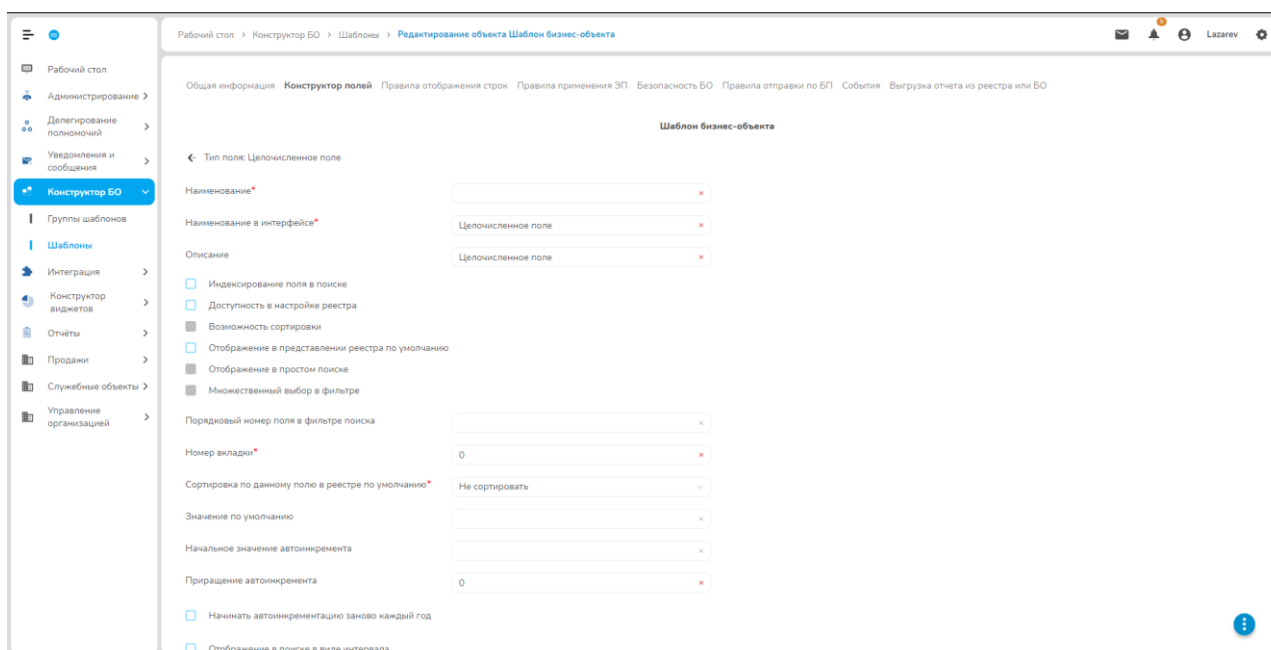 Рабочий стол > Конструктор БО > Шаблоны > Редактирование объекта Шаблон бизнес-объекта
5
Lazarev
Рабочий стол
Администрирование
Делегирование
полномочий
Уведомления и
сообщения
Конструктор БО
Группы шаблонов
Шаблоны
Интеграция
Конструктор
виджетов
Отчёты
Продажи
Служебные объекты
Управление
организацией
Общая информация Конструктор полей Правила отображения строк Правила применения ЭП Безопасность БО Правила отправки по БП События Выгрузка отчета из реестра или БО
Шаблон бизнес-объекта
Тип поля: Целочисленное поле
Наименование*
Наименование в интерфейсе* Целочисленное поле
Описание Целочисленное поле
Индексирование поля в поиске
Доступность в настройке реестра
Возможность сортировки
Отображение в представлении реестра по умолчанию
Отображение в простом поиске
Множественный выбор в фильтре
Порядковый номер поля в фильтре поиска
Номер вкладки* 0
Сортировка по данному полю в реестре по умолчанию* Не сортировать
Значение по умолчанию
Начальное значение автоинкремента
Приращение автоинкремента 0
Начинать автоинкрементацию заново каждый год
Отображение в поиске в виде интервала